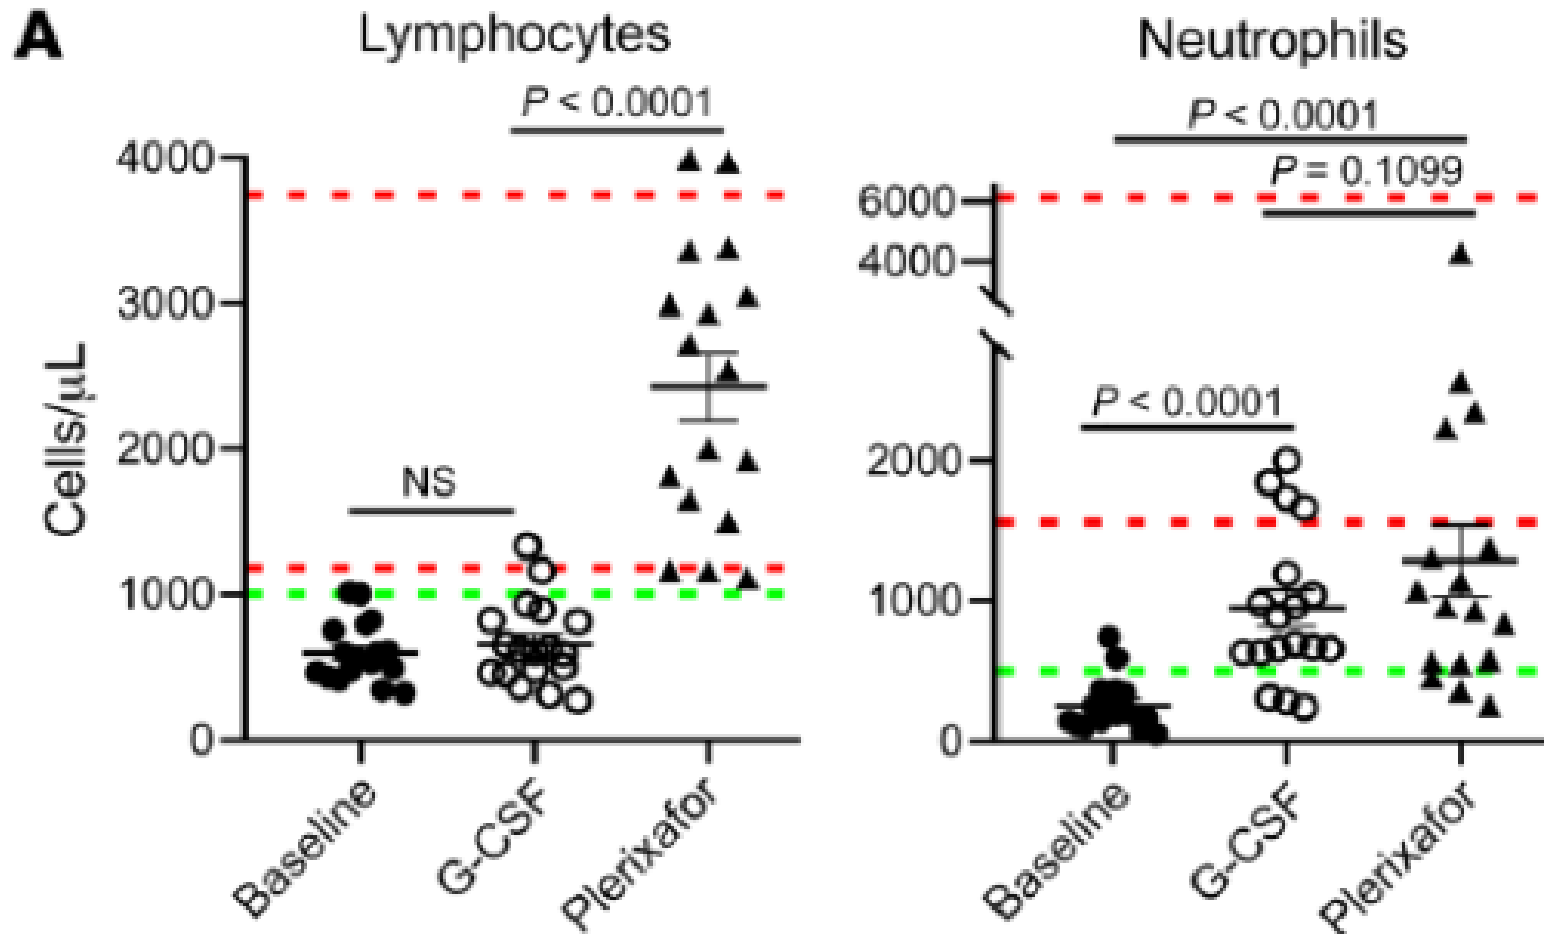 A
Lymphocytes
P < 0.0001
4000
3000
2000
1000
0
Cells/μL
NS
Baseline
G-CSF
Plerixafor
Neutrophils
P < 0.0001
P = 0.1099
6000
4000
P < 0.0001
2000
1000
0
Baseline
G-CSF
Plerixafor